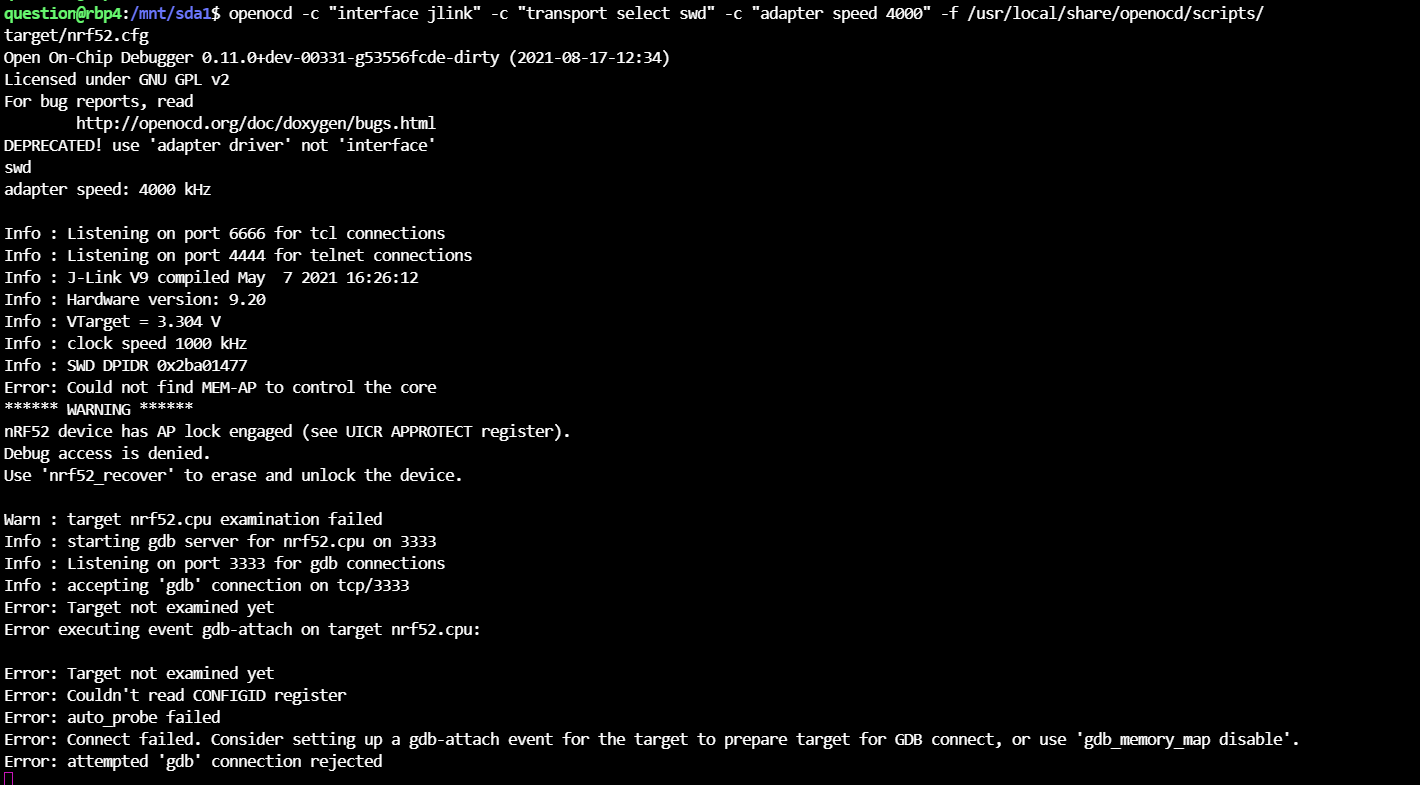 question@rbp4:/mnt/sda1$ openocd -c "interface jlink" -c "transport select swd" -c "adapter speed 4000" -f /usr/local/share/openocd/scripts/
target/nrf52.cfg
Open On-Chip Debugger 0.11.0+dev-00331-g53556fcde-dirty (2021-08-17-12:34)
Licensed under GNU GPL v2
For bug reports, read
        http://openocd.org/doc/doxygen/bugs.html
DEPRECATED! use 'adapter driver' not 'interface'
swd
adapter speed: 4000 kHz

Info : Listening on port 6666 for tcl connections
Info : Listening on port 4444 for telnet connections
Info : J-Link V9 compiled May  7 2021 16:26:12
Info : Hardware version: 9.20
Info : VTarget = 3.304 V
Info : clock speed 1000 kHz
Info : SWD DPIDR 0x2ba01477
Error: Could not find MEM-AP to control the core
****** WARNING ******
nRF52 device has AP lock engaged (see UICR APPROTECT register).
Debug access is denied.
Use 'nrf52_recover' to erase and unlock the device.

Warn : target nrf52.cpu examination failed
Info : starting gdb server for nrf52.cpu on 3333
Info : Listening on port 3333 for gdb connections
Info : accepting 'gdb' connection on tcp/3333
Error: Target not examined yet
Error executing event gdb-attach on target nrf52.cpu:

Error: Target not examined yet
Error: Couldn't read CONFIGID register
Error: auto_probe failed
Error: Connect failed. Consider setting up a gdb-attach event for the target to prepare target for GDB connect, or use 'gdb_memory_map disable'.
Error: attempted 'gdb' connection rejected